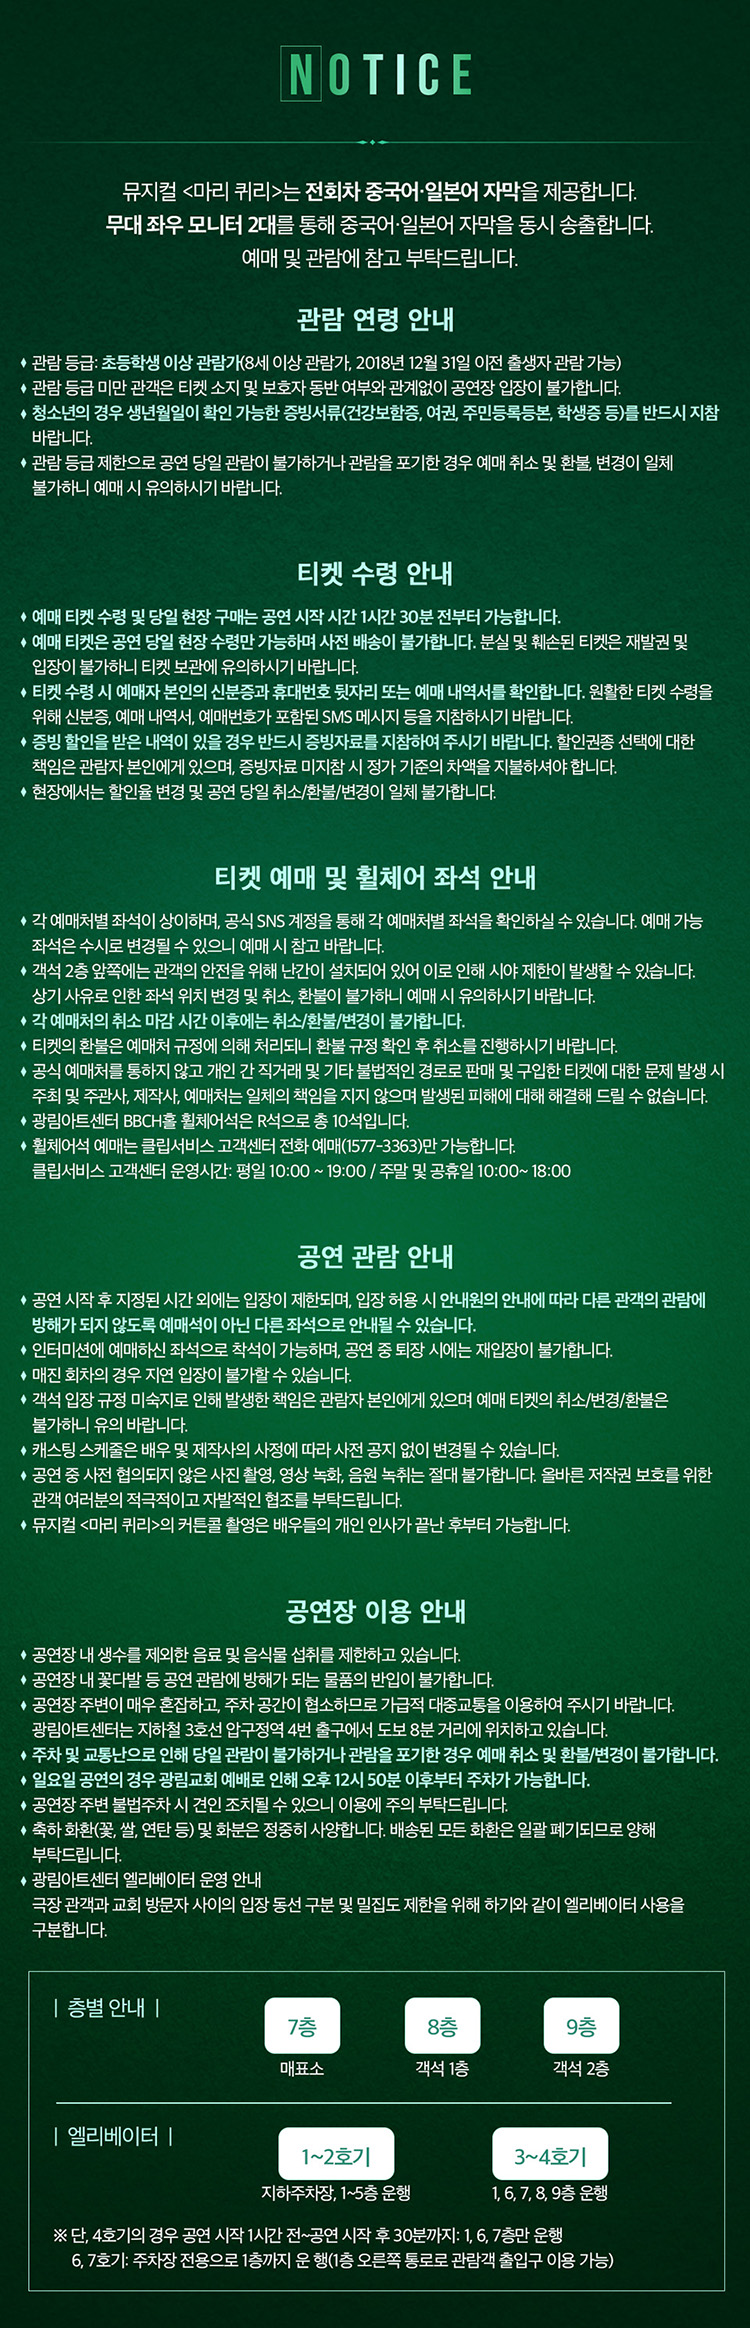 NOTICE
뮤지컬 <마리 퀴리>는 전회차 중국어·일본어 자막을 제공합니다.
무대 좌우 모니터 2대를 통해 중국어·일본어 자막을 동시 송출합니다.
예매 및 관람에 참고 부탁드립니다.
관람 연령 안내
♦ 관람 등급: 초등학생 이상 관람가(8세 이상 관람가, 2018년 12월 31일 이전 출생자 관람 가능)
♦ 관람 등급 미만 관객은 티켓 소지 및 보호자 동반 여부와 관계없이 공연장 입장이 불가합니다.
♦ 청소년의 경우 생년월일이 확인 가능한 증빙서류(건강보함증, 여권, 주민등록등본, 학생증 등)를 반드시 지참
바랍니다.
♦ 관람 등급 제한으로 공연 당일 관람이 불가하거나 관람을 포기한 경우 예매 취소 및 환불, 변경이 일체
불가하니 예매 시 유의하시기 바랍니다.
티켓 수령 안내
♦ 예매 티켓 수령 및 당일 현장 구매는 공연 시작 시간 1시간 30분 전부터 가능합니다.
♦ 예매 티켓은 공연 당일 현장 수령만 가능하며 사전 배송이 불가합니다. 분실 및 훼손된 티켓은 재발권 및
입장이 불가하니 티켓 보관에 유의하시기 바랍니다.
♦ 티켓 수령 시 예매자 본인의 신분증과 휴대번호 뒷자리 또는 예매 내역서를 확인합니다. 원활한 티켓 수령을
위해 신분증, 예매 내역서, 예매번호가 포함된 SMS 메시지 등을 지참하시기 바랍니다.
♦ 증빙 할인을 받은 내역이 있을 경우 반드시 증빙자료를 지참하여 주시기 바랍니다. 할인권종 선택에 대한
책임은 관람자 본인에게 있으며, 증빙자료 미지참 시 정가 기준의 차액을 지불하셔야 합니다.
♦ 현장에서는 할인율 변경 및 공연 당일 취소/환불/변경이 일체 불가합니다.
티켓 예매 및 휠체어 좌석 안내
♦ 각 예매처별 좌석이 상이하며, 공식 SNS 계정을 통해 각 예매처별 좌석을 확인하실 수 있습니다. 예매 가능
좌석은 수시로 변경될 수 있으니 예매 시 참고 바랍니다.
♦ 객석 2층 앞쪽에는 관객의 안전을 위해 난간이 설치되어 있어 이로 인해 시야 제한이 발생할 수 있습니다.
상기 사유로 인한 좌석 위치 변경 및 취소, 환불이 불가하니 예매 시 유의하시기 바랍니다.
♦ 각 예매처의 취소 마감 시간 이후에는 취소/환불/변경이 불가합니다.
♦ 티켓의 환불은 예매처 규정에 의해 처리되니 환불 규정 확인 후 취소를 진행하시기 바랍니다.
♦ 공식 예매처를 통하지 않고 개인 간 직거래 및 기타 불법적인 경로로 판매 및 구입한 티켓에 대한 문제 발생 시
주최 및 주관사, 제작사, 예매처는 일체의 책임을 지지 않으며 발생된 피해에 대해 해결해 드릴 수 없습니다.
♦ 광림아트센터 BBCH홀 휠체어석은 R석으로 총 10석입니다.
♦ 휠체어석 예매는 클립서비스 고객센터 전화 예매(1577-3363)만 가능합니다.
클립서비스 고객센터 운영시간: 평일 10:00 ~ 19:00 / 주말 및 공휴일 10:00~ 18:00
공연 관람 안내
♦ 공연 시작 후 지정된 시간 외에는 입장이 제한되며, 입장 허용 시 안내원의 안내에 따라 다른 관객의 관람에
방해가 되지 않도록 예매석이 아닌 다른 좌석으로 안내될 수 있습니다.
♦ 인터미션에 예매하신 좌석으로 착석이 가능하며, 공연 중 퇴장 시에는 재입장이 불가합니다.
♦ 매진 회차의 경우 지연 입장이 불가할 수 있습니다.
♦ 객석 입장 규정 미숙지로 인해 발생한 책임은 관람자 본인에게 있으며 예매 티켓의 취소/변경/환불은
불가하니 유의 바랍니다.
♦ 캐스팅 스케줄은 배우 및 제작사의 사정에 따라 사전 공지 없이 변경될 수 있습니다.
♦ 공연 중 사전 협의되지 않은 사진 촬영, 영상 녹화, 음원 녹취는 절대 불가합니다. 올바른 저작권 보호를 위한
관객 여러분의 적극적이고 자발적인 협조를 부탁드립니다.
♦ 뮤지컬 <마리 퀴리>의 커튼콜 촬영은 배우들의 개인 인사가 끝난 후부터 가능합니다.
공연장 이용 안내
♦ 공연장 내 생수를 제외한 음료 및 음식물 섭취를 제한하고 있습니다.
♦ 공연장 내 꽃다발 등 공연 관람에 방해가 되는 물품의 반입이 불가합니다.
♦ 공연장 주변이 매우 혼잡하고, 주차 공간이 협소하므로 가급적 대중교통을 이용하여 주시기 바랍니다.
광림아트센터는 지하철 3호선 압구정역 4번 출구에서 도보 8분 거리에 위치하고 있습니다.
♦ 주차 및 교통난으로 인해 당일 관람이 불가하거나 관람을 포기한 경우 예매 취소 및 환불/변경이 불가합니다.
♦ 일요일 공연의 경우 광림교회 예배로 인해 오후 12시 50분 이후부터 주차가 가능합니다.
♦ 공연장 주변 불법주차 시 견인 조치될 수 있으니 이용에 주의 부탁드립니다.
♦ 축하 화환(꽃, 쌀, 연탄 등) 및 화분은 정중히 사양합니다. 배송된 모든 화환은 일괄 폐기되므로 양해
부탁드립니다.
♦ 광림아트센터 엘리베이터 운영 안내
극장 관객과 교회 방문자 사이의 입장 동선 구분 및 밀집도 제한을 위해 하기와 같이 엘리베이터 사용을
구분합니다.
| 층별 안내 |
7층 8층 9층
매표소 객석 1층 객석 2층
| 엘리베이터 |
1~2호기 3~4호기
지하주차장, 1~5층 운행 1, 6, 7, 8, 9층 운행
※ 단, 4호기의 경우 공연 시작 1시간 전~공연 시작 후 30분까지: 1, 6, 7층만 운행
6, 7호기: 주차장 전용으로 1층까지 운 행(1층 오른쪽 통로로 관람객 출입구 이용 가능)